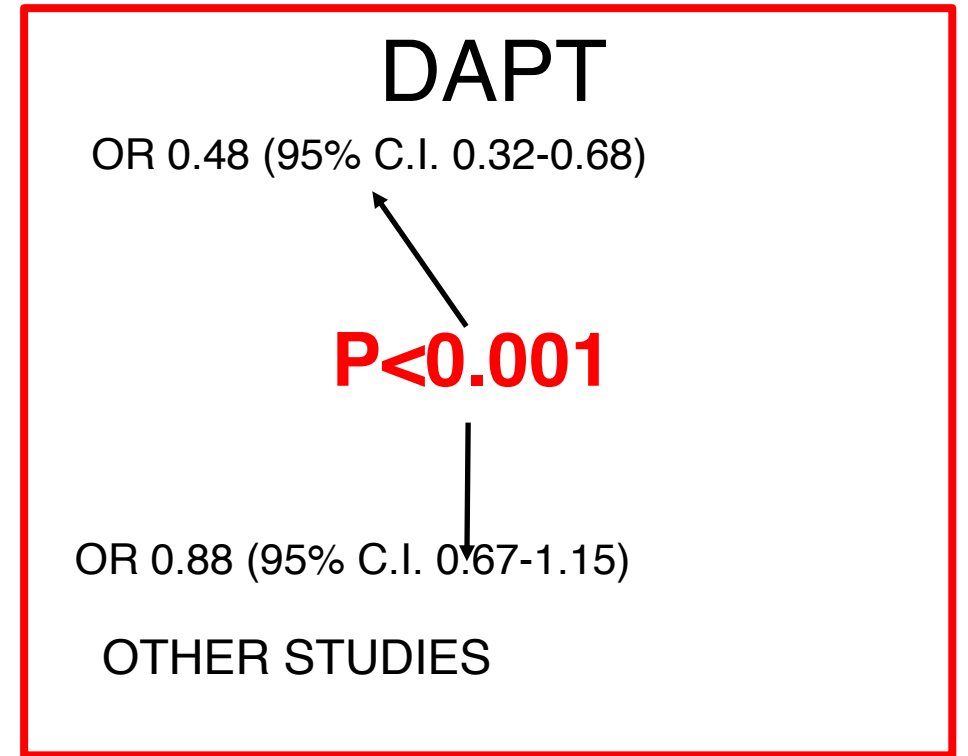 DAPT
OR 0.48 (95% C.I. 0.32-0.68)
P<0.001
OR 0.88 (95% C.I. 0.67-1.15)
OTHER STUDIES